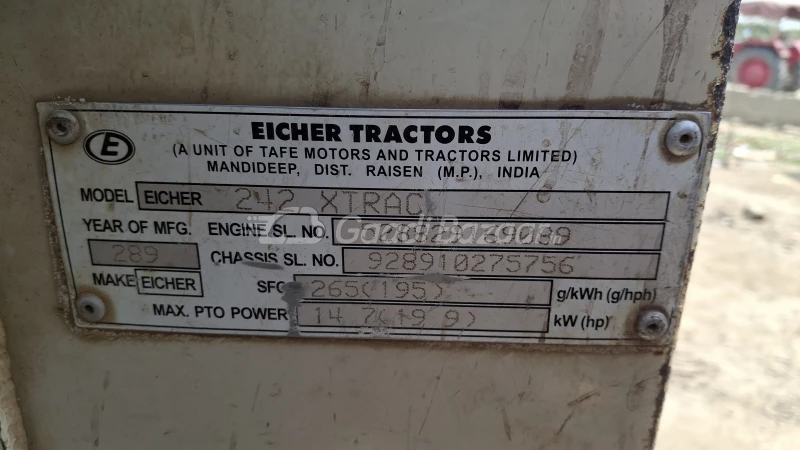 E
EICHER TRACTORS
(A UNIT OF TAFE MOTORS AND TRACTORS LIMITED)
MANDIDEEP, DIST. RAISEN (M.P.), INDIA
MODEL EICHER 242 XTRAC
YEAR OF MFG. ENGINE SL. NO.
289 CHASSIS SL. NO. 928910275756
MAKE EICHER SFC 265(195) g/kWh (g/hph)
MAX. PTO POWER 14.7(19.9) kW (hp)
GaadiBazaar